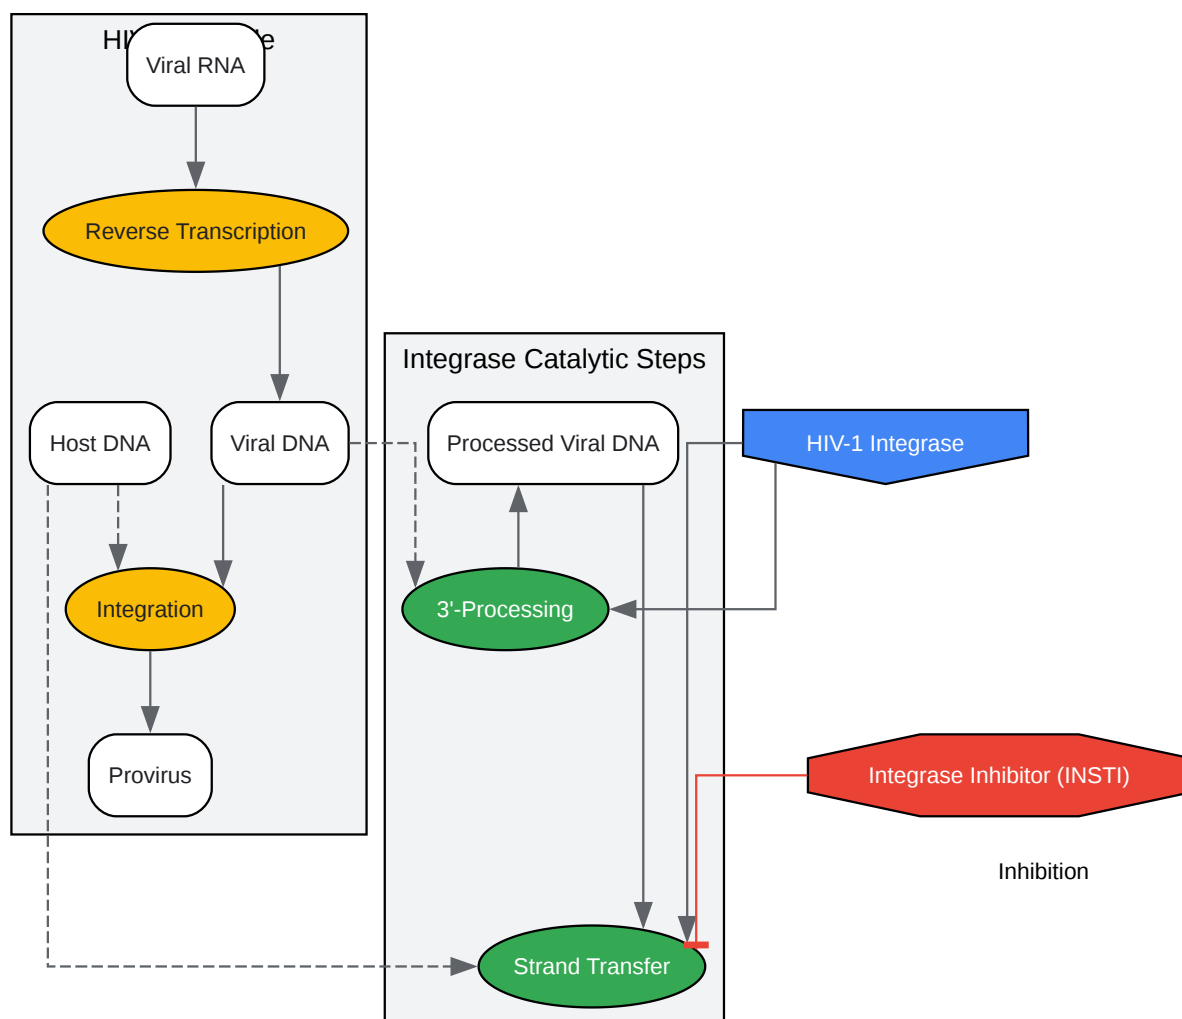 Viral RNA
Reverse Transcription
Integrase Catalytic Steps
Host DNA
Viral DNA
Processed Viral DNA
HIV-1 Integrase
Integration
3'-Processing
Provirus
Integrase Inhibitor (INSTI)
Inhibition
Strand Transfer